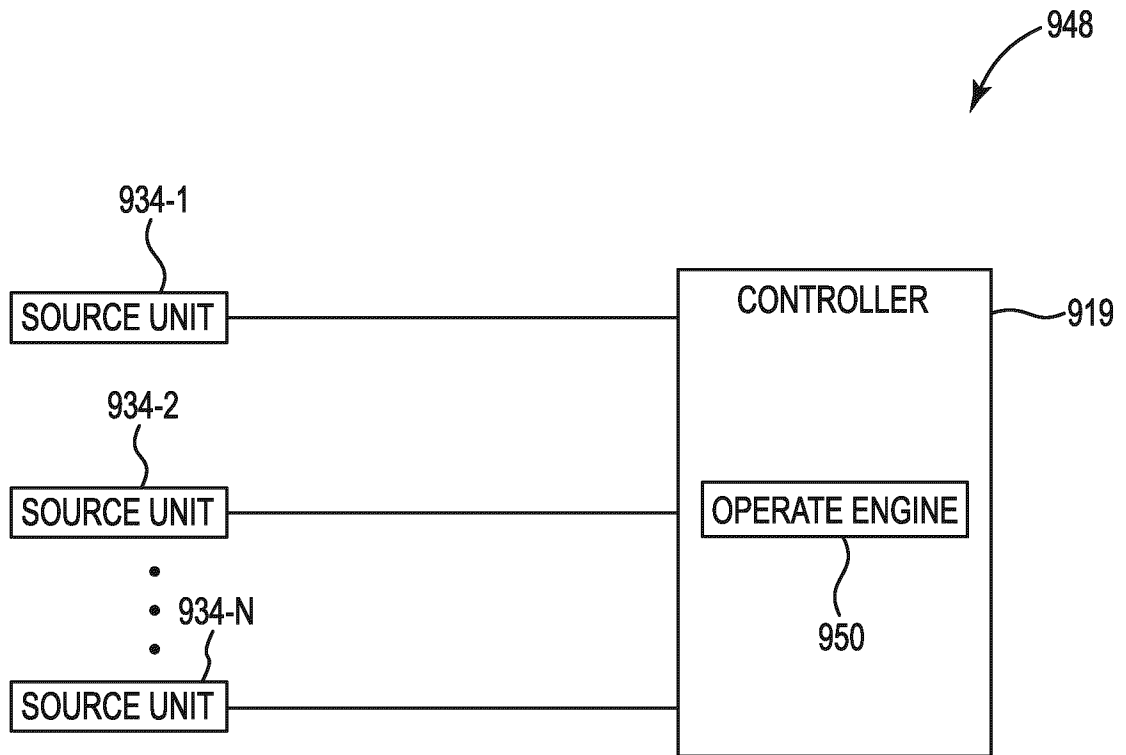 948
934-1
SOURCE UNIT
CONTROLLER
919
934-2
SOURCE UNIT
OPERATE ENGINE
950
934-N
SOURCE UNIT